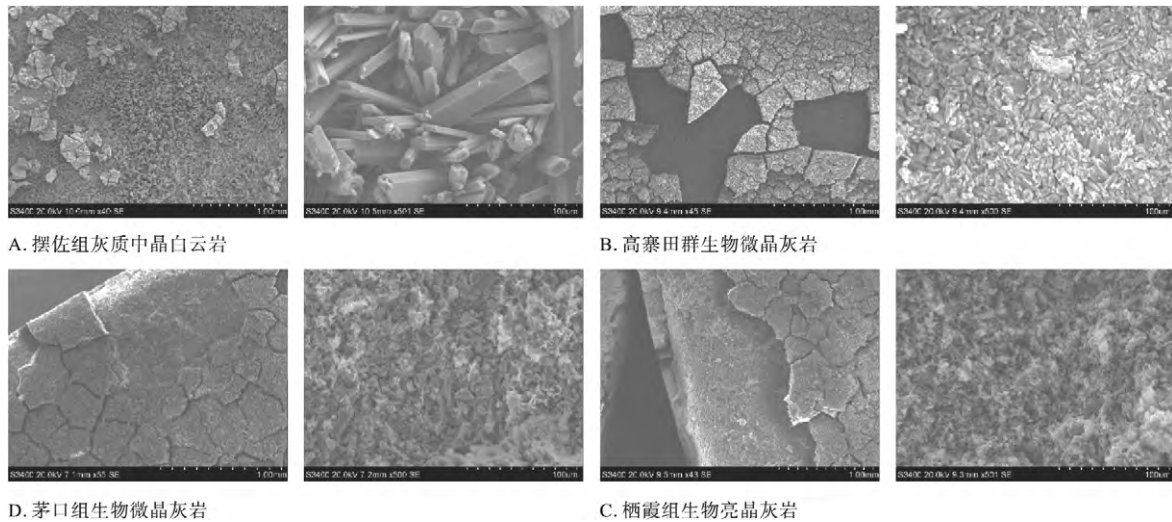 S3400 20.0kV 10.9mm x40 SE 1.00mm
S3400 20.0kV 10.5mm x501 SE 100um
S3400 20.0kV 9.4mm x45 SE 1.00mm
S3400 20.0kV 9.4mm x500 SE 100um
A. 摆佐组灰质中晶白云岩
B. 高寨田群生物微晶灰岩
S3400 20.0kV 7.1mm x55 SE 1.00mm
S3400 20.0kV 7.2mm x500 SE 100um
S3400 20.0kV 9.5mm x43 SE 1.00mm
S3400 20.0kV 9.3mm x501 SE 100um
D. 茅口组生物微晶灰岩
C. 栖霞组生物亮晶灰岩